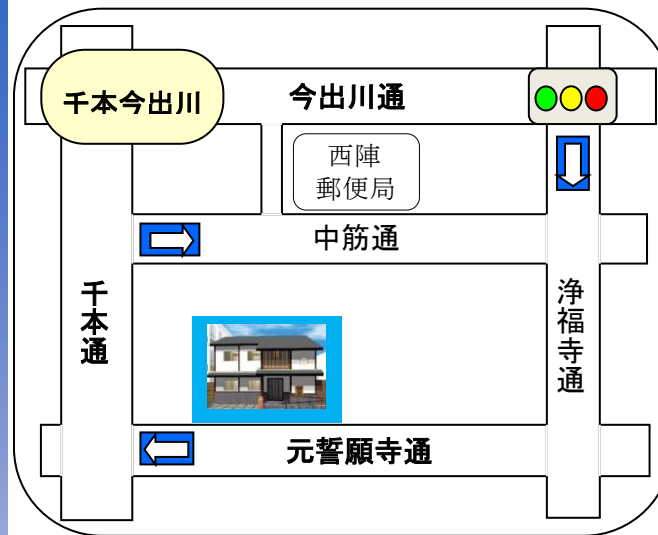 千本今出川
今出川通
西陣
郵便局
中筋通
千本通
浄福寺通
元誓願寺通